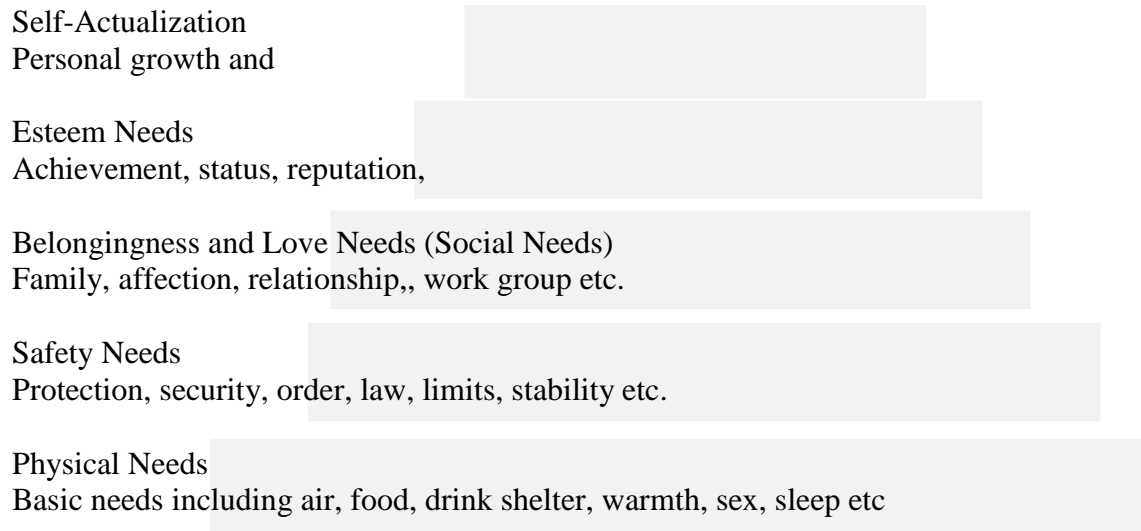 Self-Actualization
Personal growth and
Esteem Needs
Achievement, status, reputation,
Belongingness and Love Needs (Social Needs)
Family, affection, relationship,, work group etc.
Safety Needs
Protection, security, order, law, limits, stability etc.
Physical Needs
Basic needs including air, food, drink shelter, warmth, sex, sleep etc